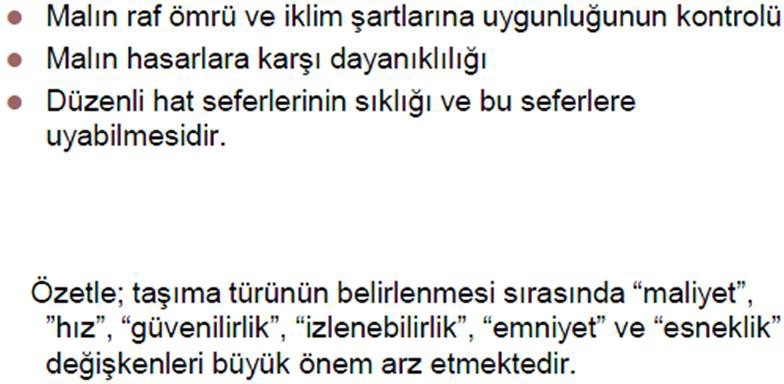 • Malın raf ömrü ve iklim şartlarına uygunluğunun kontrolü
• Malın hasarlara karşı dayanıklılığı
• Düzenli hat seferlerinin sıklığı ve bu seferlere
uyabilmesidir.
Özetle; taşıma türünün belirlenmesi sırasında “maliyet”,
”hız”, “güvenilirlik”, “izlenebilirlik”, “emniyet” ve “esneklik”
değişkenleri büyük önem arz etmektedir.